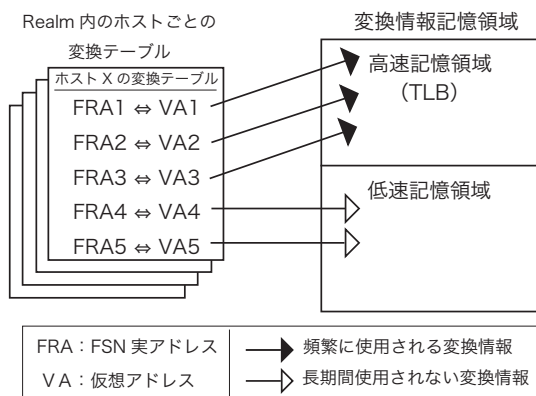 Realm 内のホストごとの
変換テーブル
ホスト X の変換テーブル
FRA1 ⇔ VA1
FRA2 ⇔ VA2
FRA3 ⇔ VA3
FRA4 ⇔ VA4
FRA5 ⇔ VA5
変換情報記憶領域
高速記憶領域
(TLB)
低速記憶領域
FRA：FSN 実アドレス
VA：仮想アドレス
頻繁に使用される変換情報
長期間使用されない変換情報